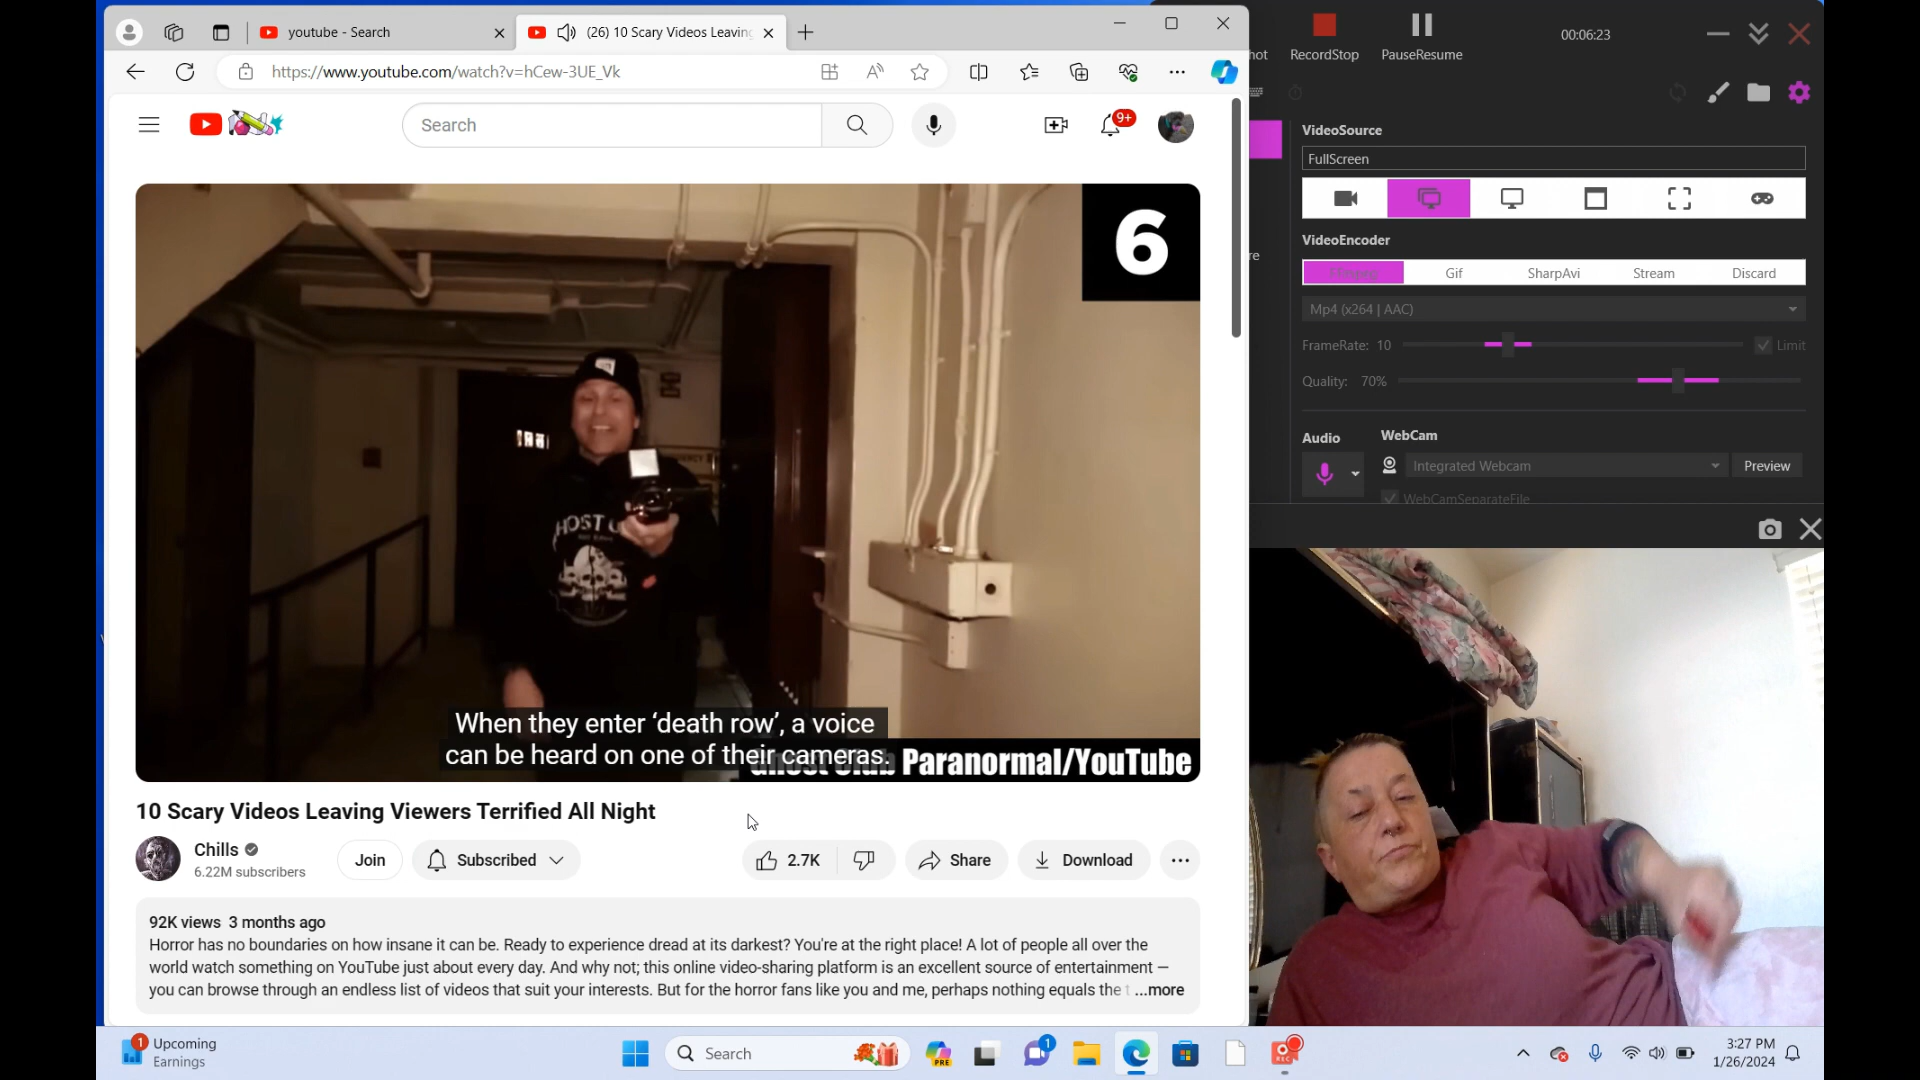 youtube - Search
(26) 10 Scary Videos Leaving
https://www.youtube.com/watch?v=hCew-3UE_Vk
Search
9+
6
When they enter ‘death row’, a voice
can be heard on one of their cameras.
Paranormal/YouTube
10 Scary Videos Leaving Viewers Terrified All Night
Chills
6.22M subscribers
Join
Subscribed
2.7K
Share
Download
92K views 3 months ago
Horror has no boundaries on how insane it can be. Ready to experience dread at its darkest? You're at the right place! A lot of people all over the
world watch something on YouTube just about every day. And why not; this online video-sharing platform is an excellent source of entertainment —
you can browse through an endless list of videos that suit your interests. But for the horror fans like you and me, perhaps nothing equals the t ...more
hot
RecordStop
PauseResume
00:06:23
VideoSource
FullScreen
re
VideoEncoder
Gif
SharpAvi
Stream
Discard
Mp4 (x264 | AAC)
FrameRate: 10
Limit
Quality: 70%
Audio
WebCam
Integrated Webcam
Preview
WebCamSeparateFile
1
Upcoming
Earnings
Search
PRE
1
REC
3:27 PM
1/26/2024